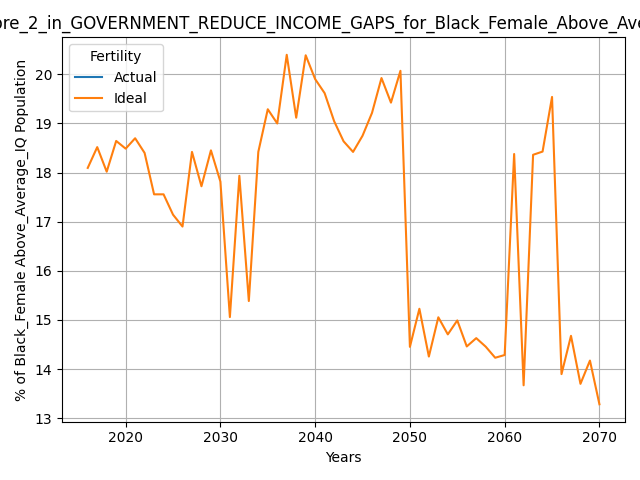 ore_2_in_GOVERNMENT_REDUCE_INCOME_GAPS_for_Black_Female_Above_Ave
Fertility
Actual
Ideal
% of Black_Female Above_Average_IQ Population
20
19
18
17
16
15
14
13
2020 2030 2040 2050 2060 2070
Years